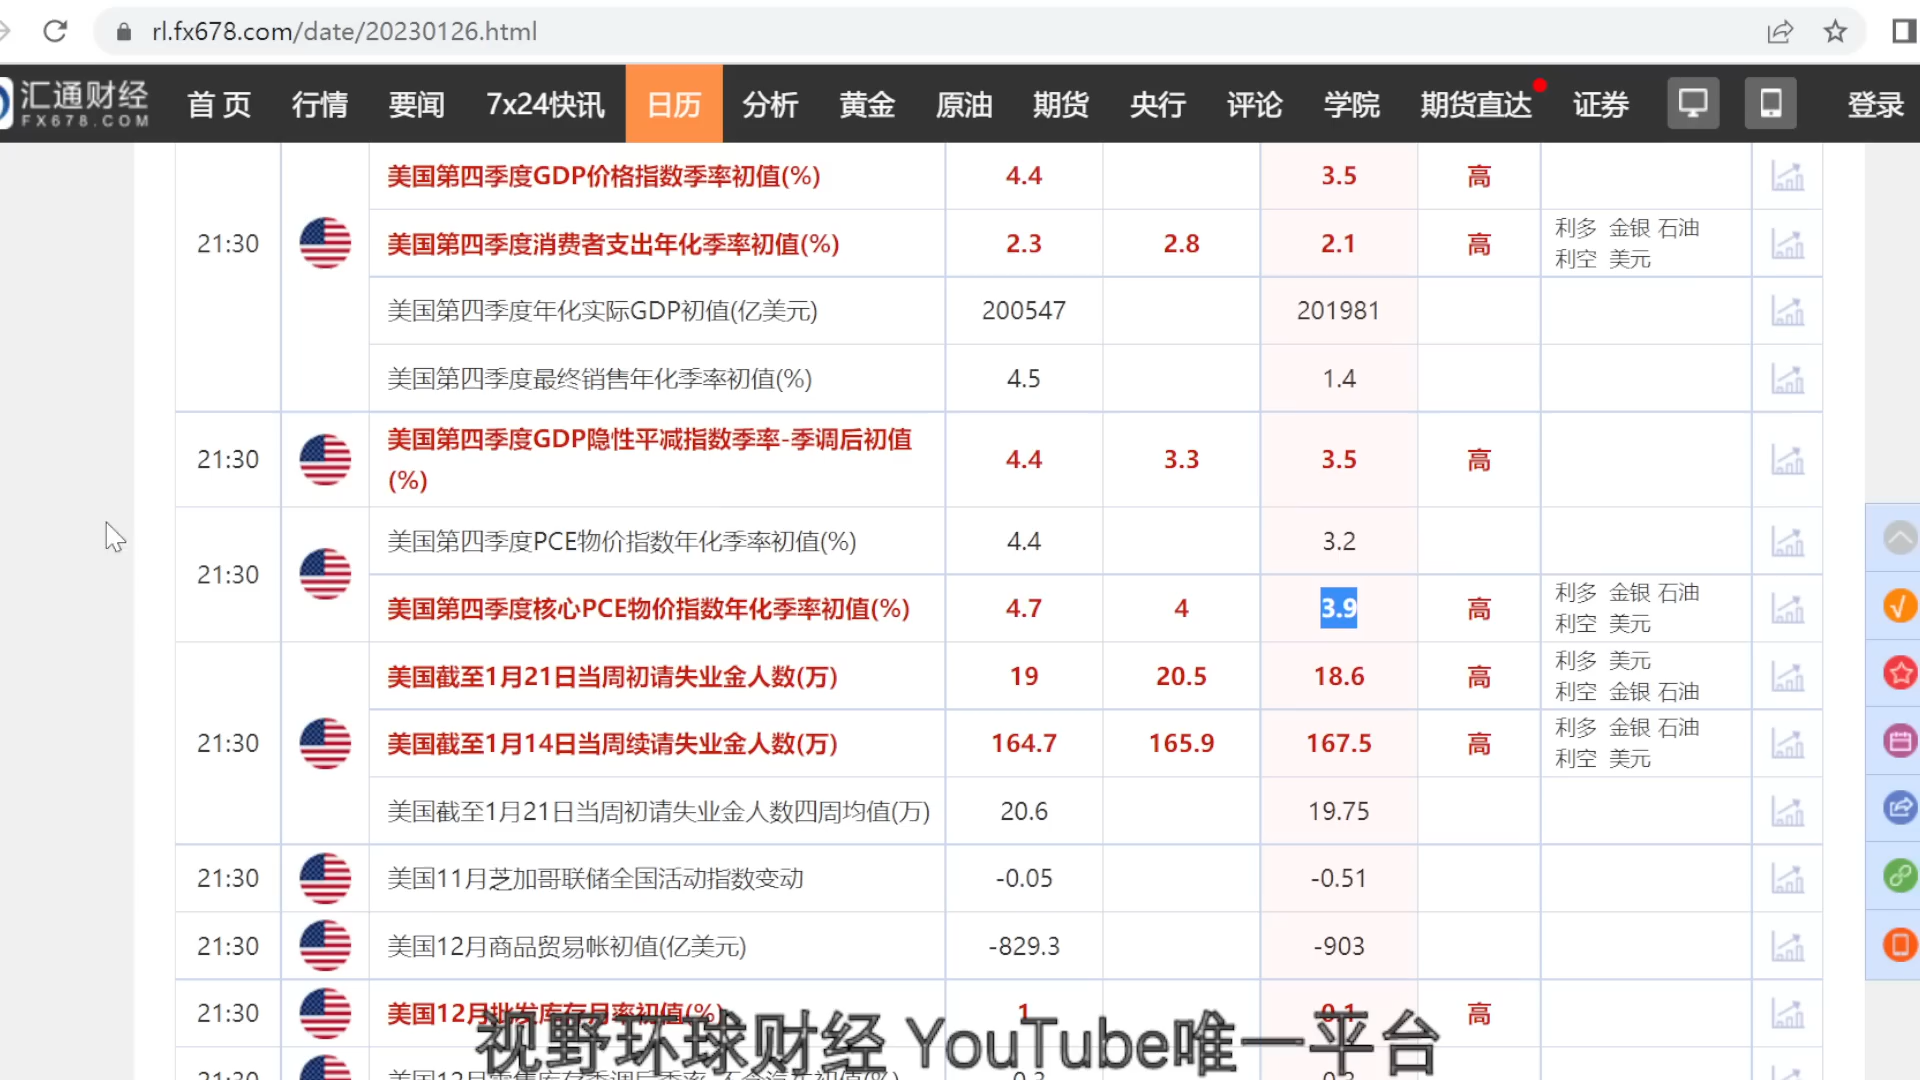 rl.fx678.com/date/20230126.html
汇通财经 FX678.COM 首页 行情 要闻 7x24快讯 日历 分析 黄金 原油 期货 央行 评论 学院 期货直达 证券 登录
21:30
美国第四季度GDP价格指数季率初值(%) 4.4 3.5 高
美国第四季度消费者支出年化季率初值(%) 2.3 2.8 2.1 高 利多 金银 石油
利空 美元
美国第四季度年化实际GDP初值(亿美元) 200547 201981
美国第四季度最终销售年化季率初值(%) 4.5 1.4
21:30 美国第四季度GDP隐性平减指数季率-季调后初值
(%) 4.4 3.3 3.5 高
21:30
美国第四季度PCE物价指数年化季率初值(%) 4.4 3.2
美国第四季度核心PCE物价指数年化季率初值(%) 4.7 4 3.9 高 利多 金银 石油
利空 美元
21:30
美国截至1月21日当周初请失业金人数(万) 19 20.5 18.6 高 利多 美元
利空 金银 石油
美国截至1月14日当周续请失业金人数(万) 164.7 165.9 167.5 高 利多 金银 石油
利空 美元
美国截至1月21日当周初请失业金人数四周均值(万) 20.6 19.75
21:30 美国11月芝加哥联储全国活动指数变动 -0.05 -0.51
21:30 美国12月商品贸易帐初值(亿美元) -829.3 -903
21:30 美国12月批发库存月率初值(%) 1 0.1 高
视野环球财经 YouTube唯一平台